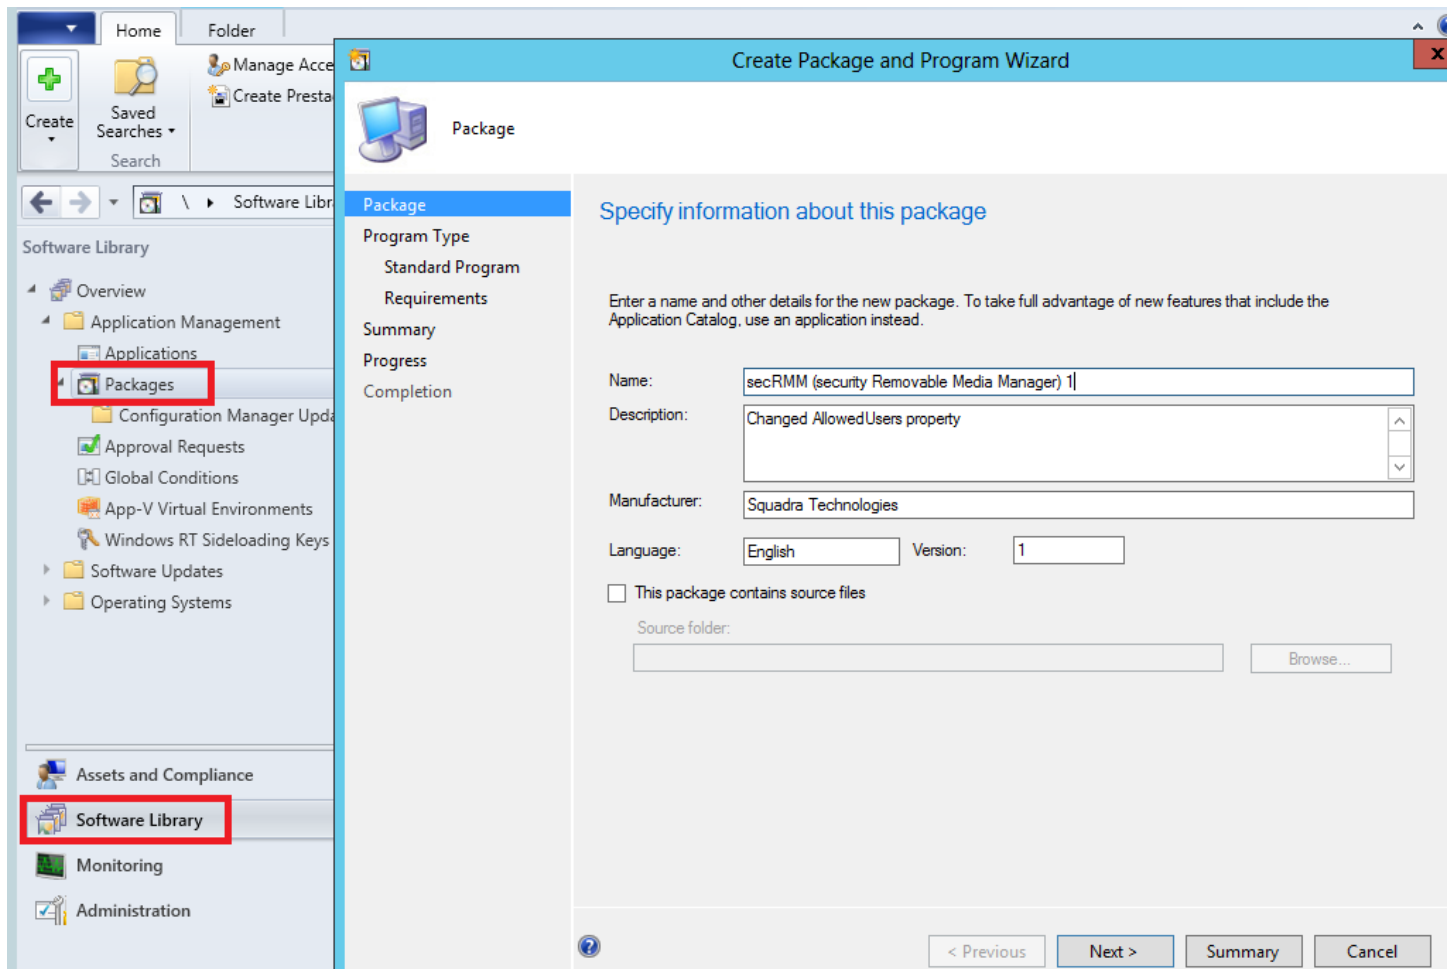 Home
Folder
Create
Saved
Searches
Search
Manage Acce
Create Presta
\ Software Libr
Software Library
Overview
Application Management
Applications
Packages
Configuration Manager Upda
Approval Requests
Global Conditions
App-V Virtual Environments
Windows RT Sideloading Keys
Software Updates
Operating Systems
Assets and Compliance
Software Library
Monitoring
Administration
Create Package and Program Wizard
x
Package
Package
Program Type
Standard Program
Requirements
Summary
Progress
Completion
Specify information about this package
Enter a name and other details for the new package. To take full advantage of new features that include the
Application Catalog, use an application instead.
Name: secRMM (security Removable Media Manager) 1
Description: Changed AllowedUsers property
Manufacturer: Squadra Technologies
Language: English Version: 1
This package contains source files
Source folder:
Browse...
? < Previous Next > Summary Cancel